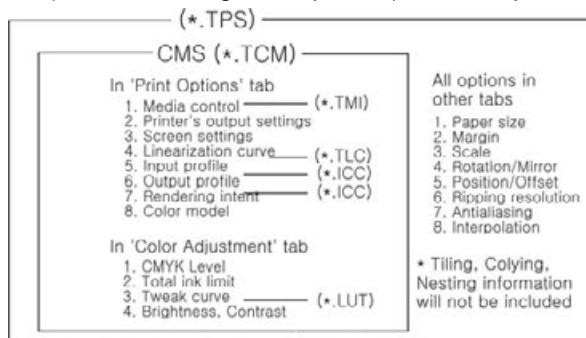 (*.TPS)
CMS (*.TCM)
In 'Print Options' tab
1. Media control (*.TMI)
2. Printer's output settings
3. Screen settings
4. Linearization curve (*.TLC)
5. Input profile (*.ICC)
6. Output profile (*.ICC)
7. Rendering intent
8. Color model
In 'Color Adjustment' tab
1. CMYK Level
2. Total ink limit
3. Tweak curve (*.LUT)
4. Brightness, Contrast
All options in
other tabs
1. Paper size
2. Margin
3. Scale
4. Rotation/Mirror
5. Position/Offset
6. Ripping resolution
7. Antialiasing
8. Interpolation
* Tiling, Colying,
Nesting information
will not be included